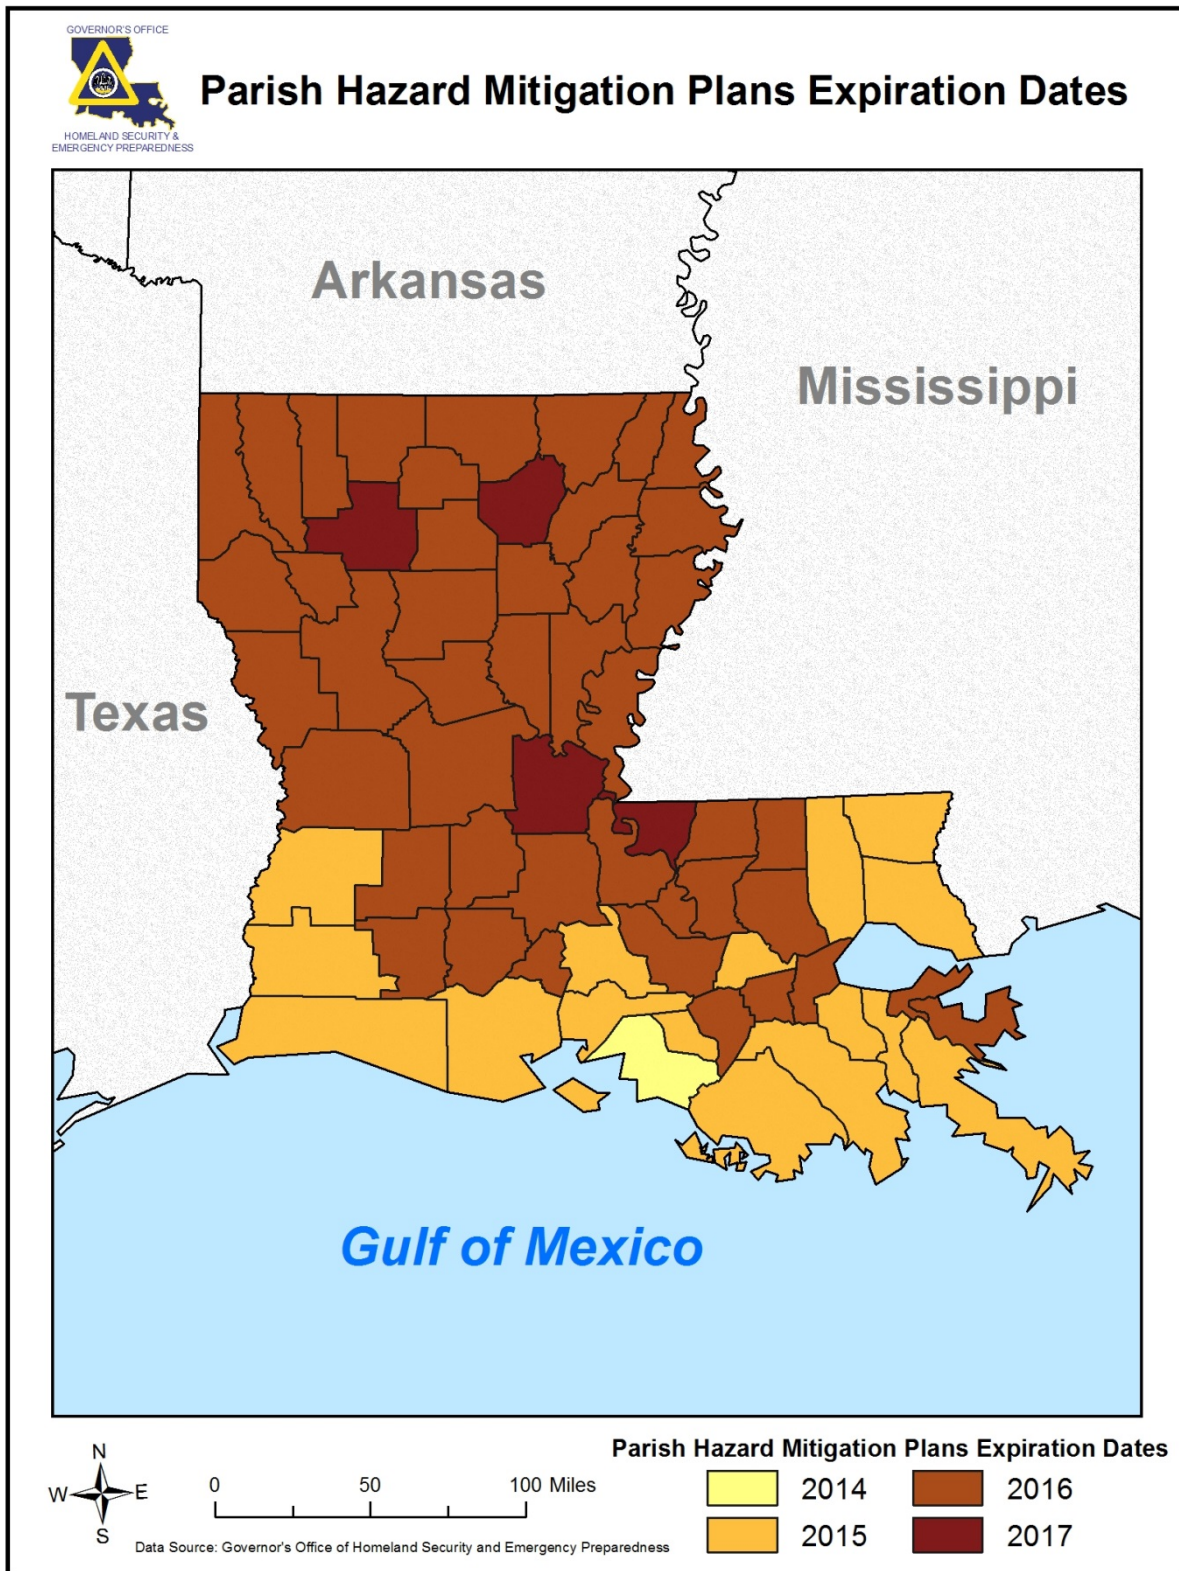 GOVERNOR'S OFFICE
HOMELAND SECURITY &
EMERGENCY PREPAREDNESS
Parish Hazard Mitigation Plans Expiration Dates
Arkansas
Mississippi
Texas
Gulf of Mexico
N
W E
S
0 50 100 Miles
Data Source: Governor's Office of Homeland Security and Emergency Preparedness
Parish Hazard Mitigation Plans Expiration Dates
2014 2016
2015 2017